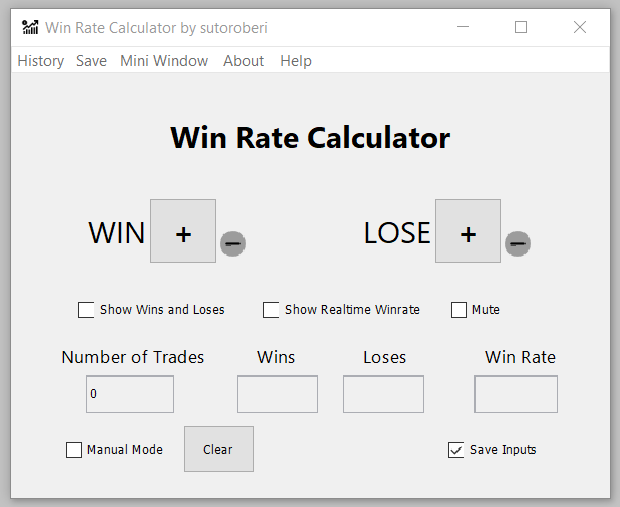 Win Rate Calculator by sutoroberi
History Save Mini Window About Help
Win Rate Calculator
WIN + − LOSE + −
Show Wins and Loses Show Realtime Winrate Mute
Number of Trades Wins Loses Win Rate
0
Manual Mode Clear Save Inputs